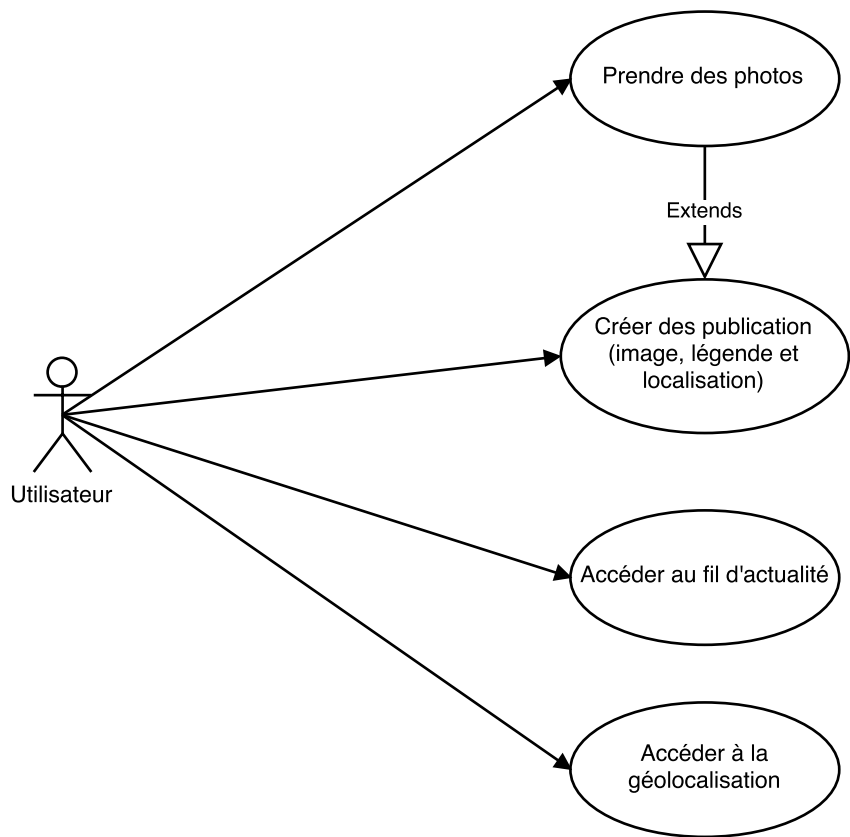 Prendre des photos
Extends
Créer des publication
(image, légende et
localisation)
Utilisateur
Accéder au fil d'actualité
Accéder à la
géolocalisation